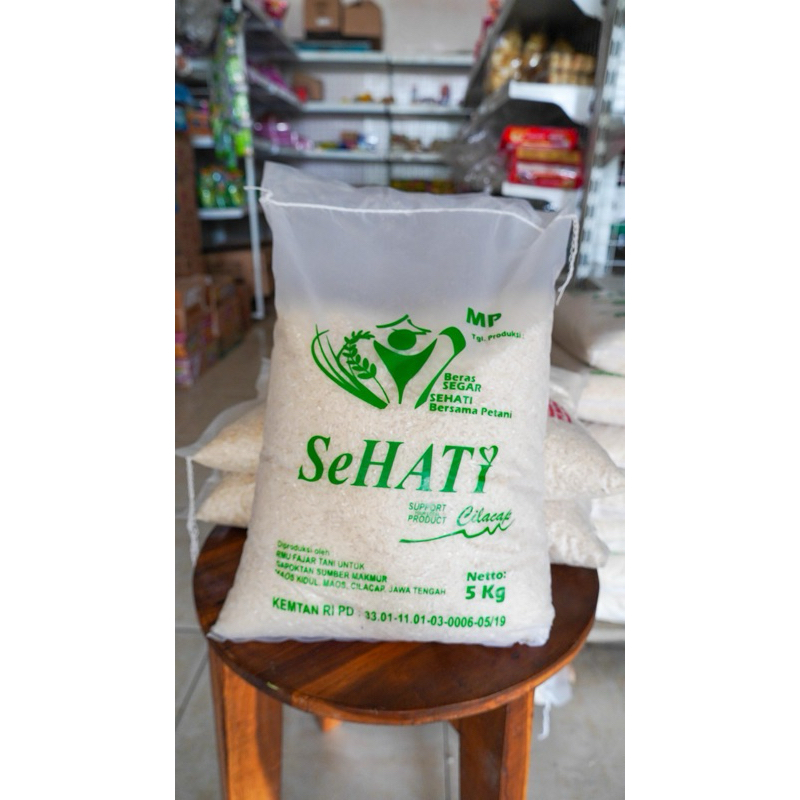 MP
Tgl. Produksi :
Beras
SEGAR
SEHATI
Bersama Petani
SeHATi
SUPPORT
PRODUCT
Cilacap
Diproduksi oleh
FAJAR TANI UNTUK
GAPOKTAN SUMBER MAKMUR
MAOS KIDUL, MAOS, CILACAP, JAWA TENGAH
Netto:
5 Kg
KEMTAN RI PD : 33.01-11.01-03-0006-05/19